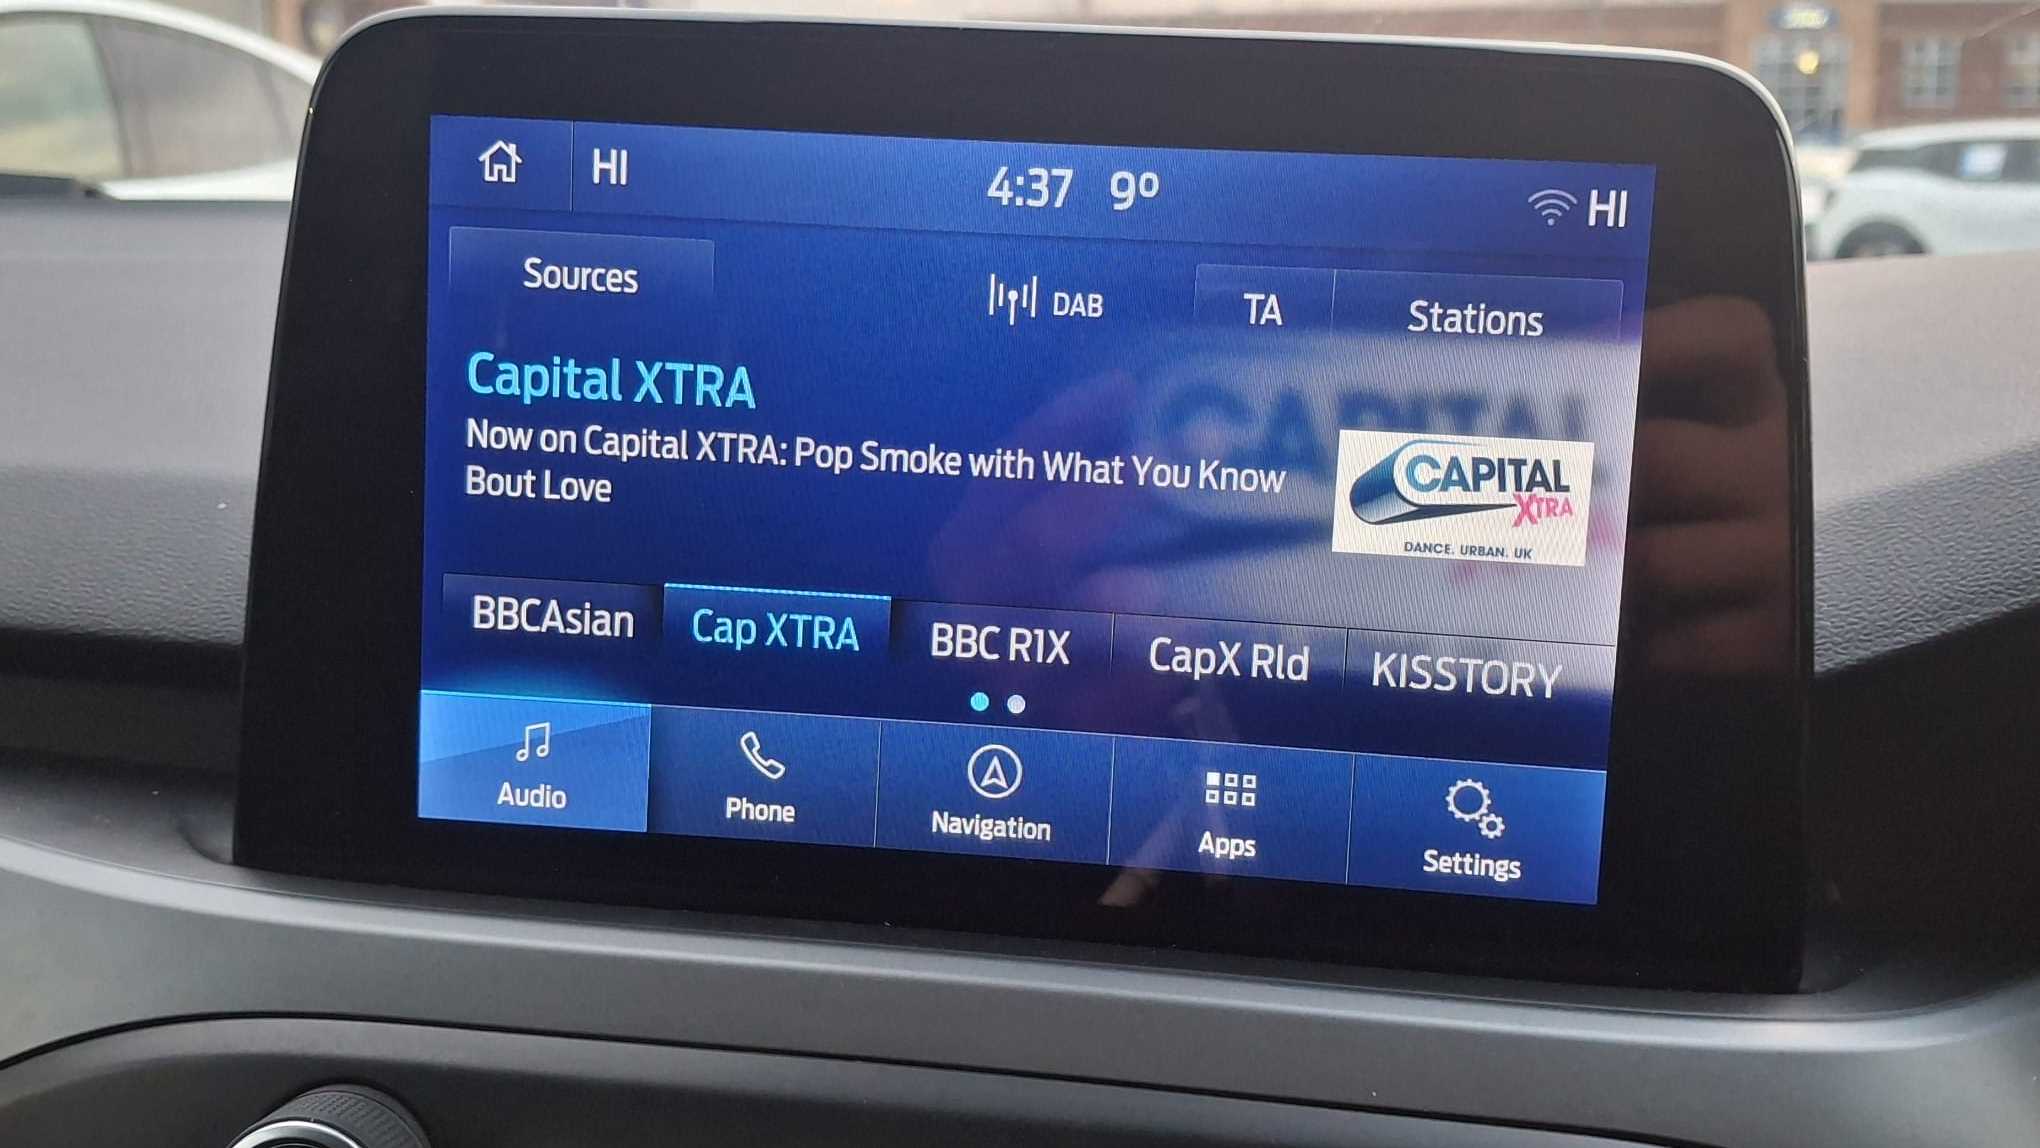 HI 4:37 9º HI
Sources DAB TA Stations
Capital XTRA
Now on Capital XTRA: Pop Smoke with What You Know
Bout Love
CAPITAL
CAPITAL
XTRA
DANCE. URBAN. UK
BBCAsian Cap XTRA BBC R1X CapX Rld KISSTORY
Audio Phone Navigation Apps Settings